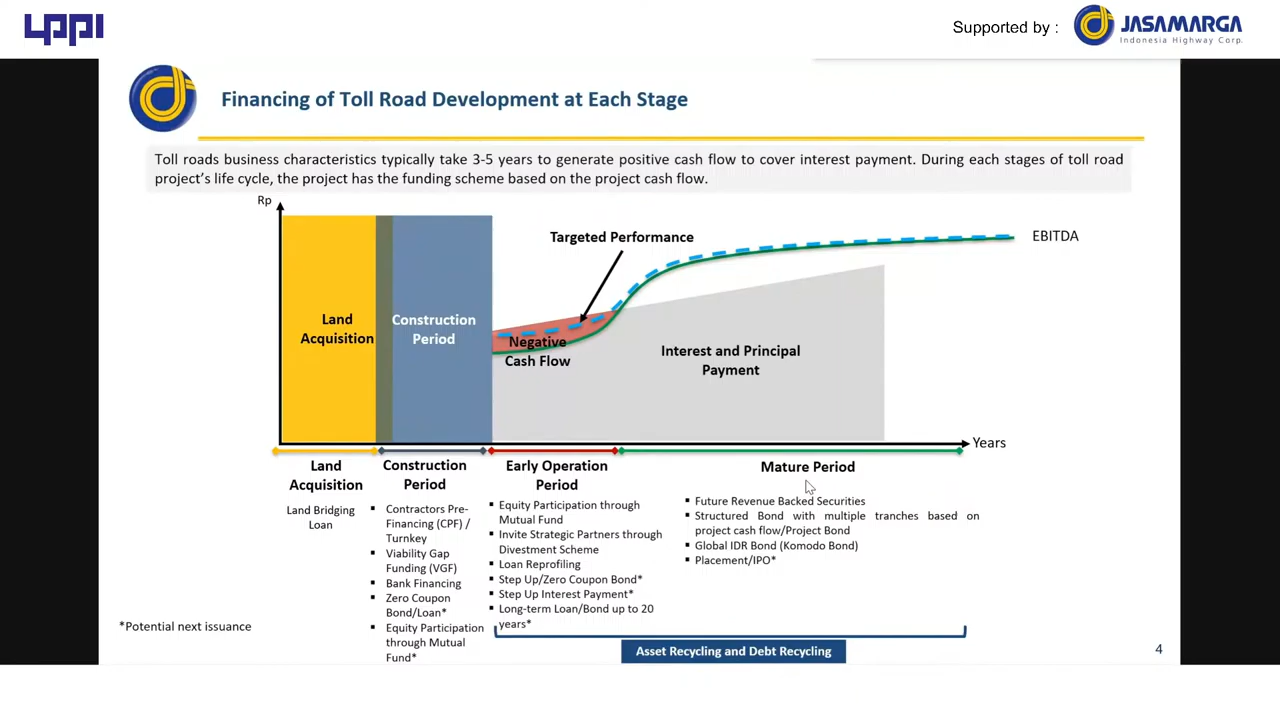 LPPI
Supported by :
JASAMARGA
Indonesia Highway Corp.
Financing of Toll Road Development at Each Stage
Toll roads business characteristics typically take 3-5 years to generate positive cash flow to cover interest payment. During each stages of toll road
project's life cycle, the project has the funding scheme based on the project cash flow.
Rp
Targeted Performance
EBITDA
Land
Acquisition
Construction
Period
Negative
Cash Flow
Interest and Principal
Payment
Years
Land
Acquisition
Land Bridging
Loan
Construction
Period
▪ Contractors Pre-
Financing (CPF) /
Turnkey
▪ Viability Gap
Funding (VGF)
▪ Bank Financing
▪ Zero Coupon
Bond/Loan*
▪ Equity Participation
through Mutual
Fund*
Early Operation
Period
▪ Equity Participation through
Mutual Fund
▪ Invite Strategic Partners through
Divestment Scheme
▪ Loan Reprofiling
▪ Step Up/Zero Coupon Bond*
▪ Step Up Interest Payment*
▪ Long-term Loan/Bond up to 20
years*
Mature Period
▪ Future Revenue Backed Securities
▪ Structured Bond with multiple tranches based on
project cash flow/Project Bond
▪ Global IDR Bond (Komodo Bond)
▪ Placement/IPO*
*Potential next issuance
Asset Recycling and Debt Recycling
4